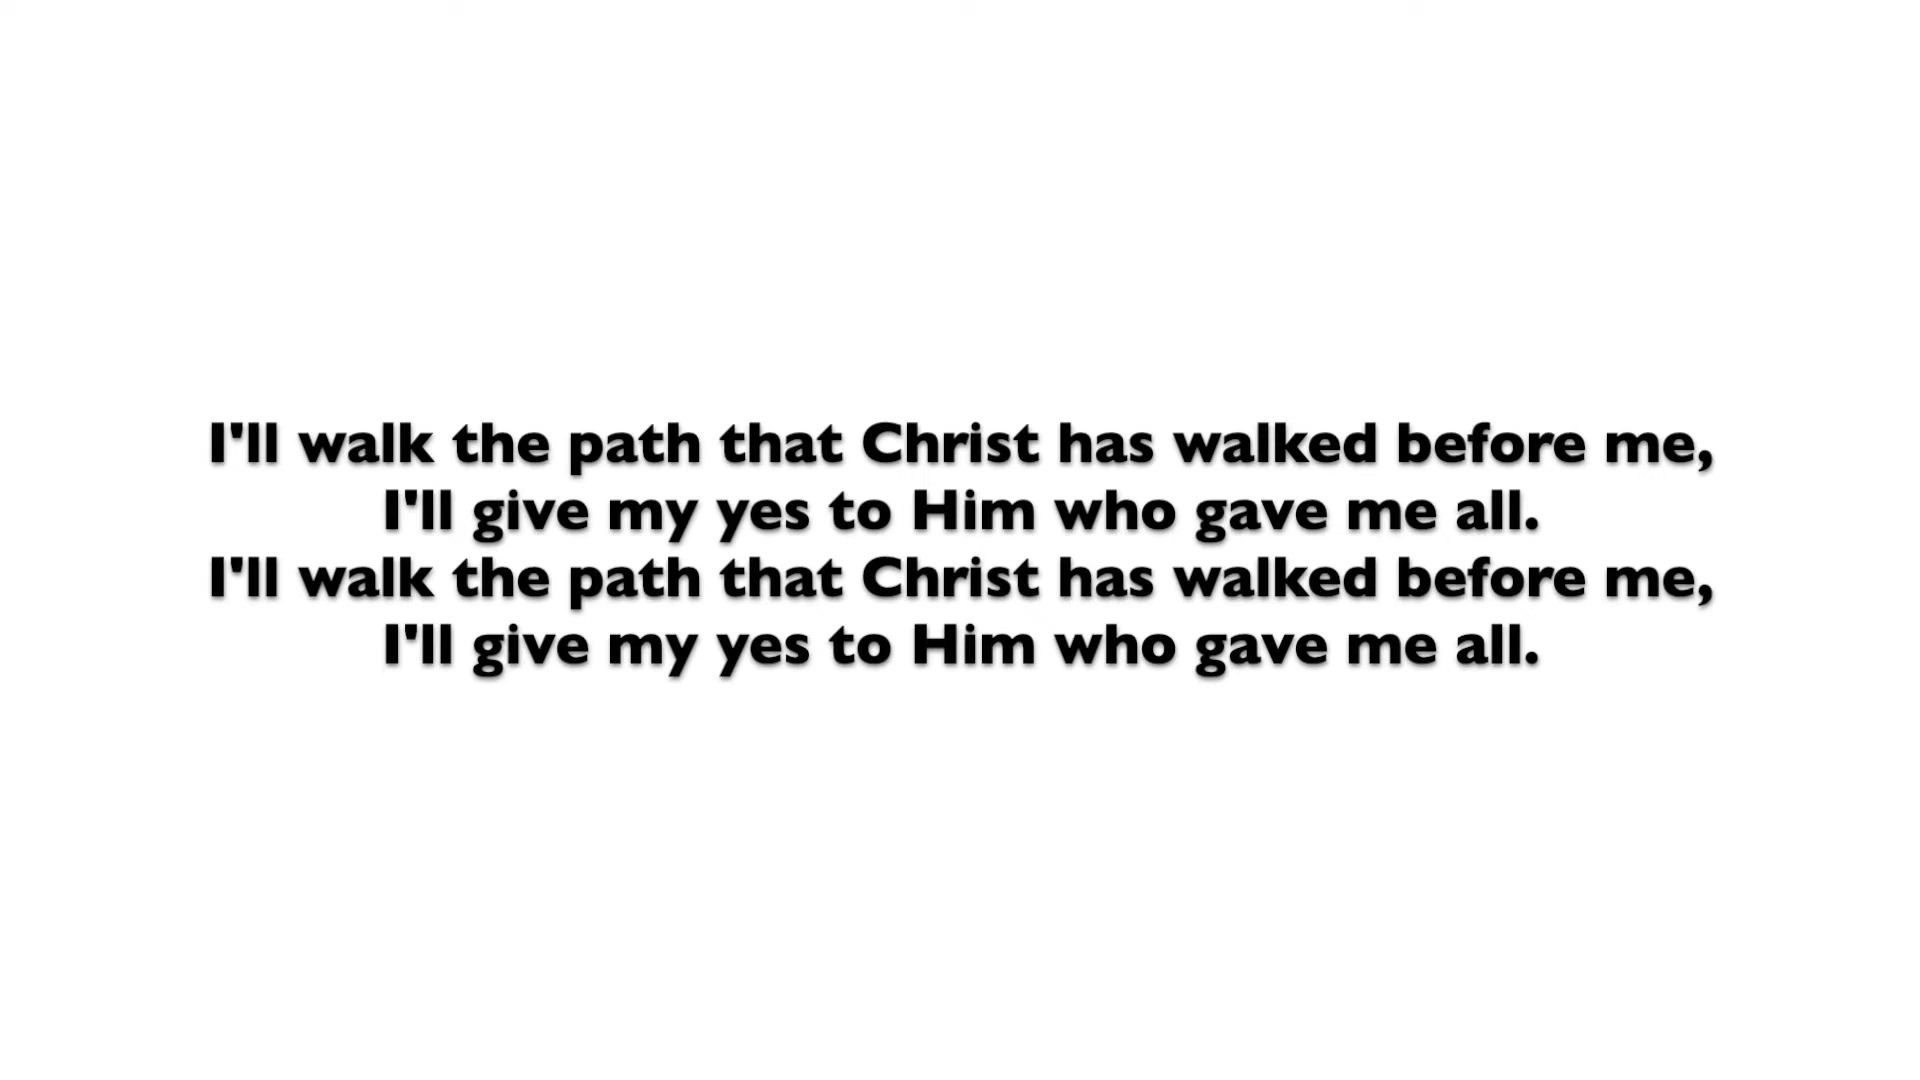 I'll walk the path that Christ has walked before me,
I'll give my yes to Him who gave me all.
I'll walk the path that Christ has walked before me,
I'll give my yes to Him who gave me all.